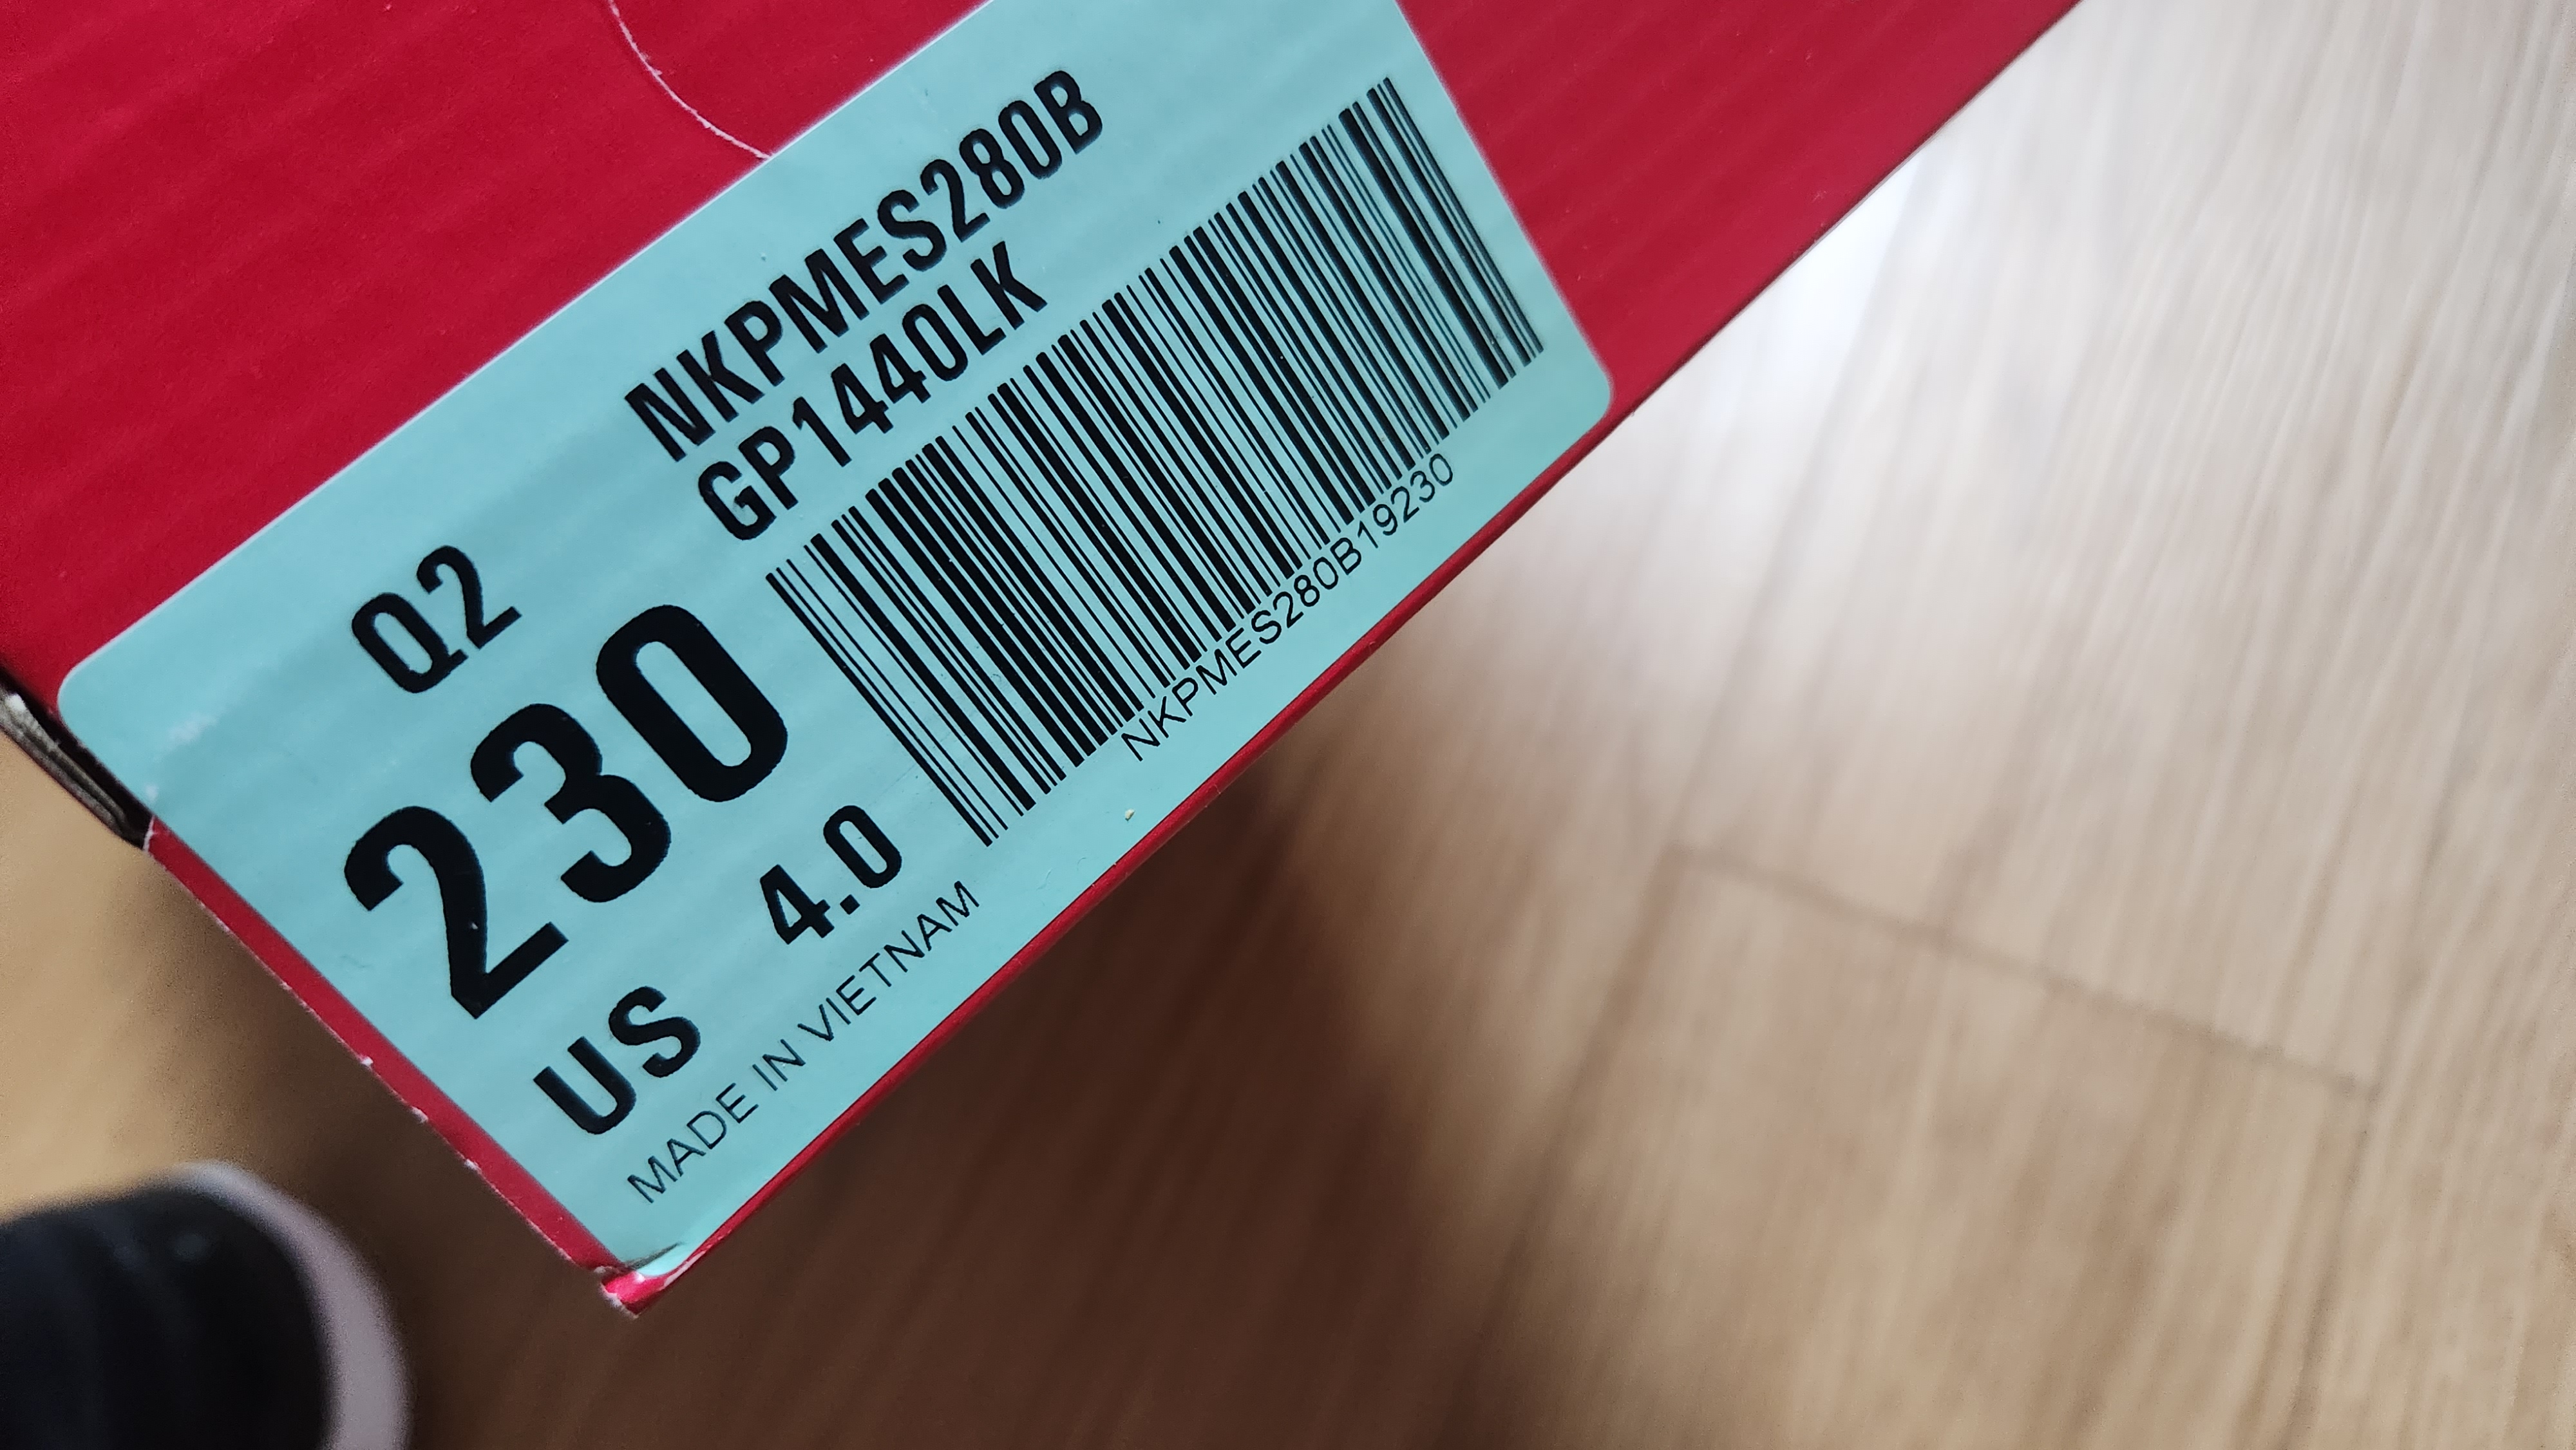 NKPMES280B
GP1440LK
Q2
230
US 4.0
NKPMES280B19230
MADE IN VIETNAM